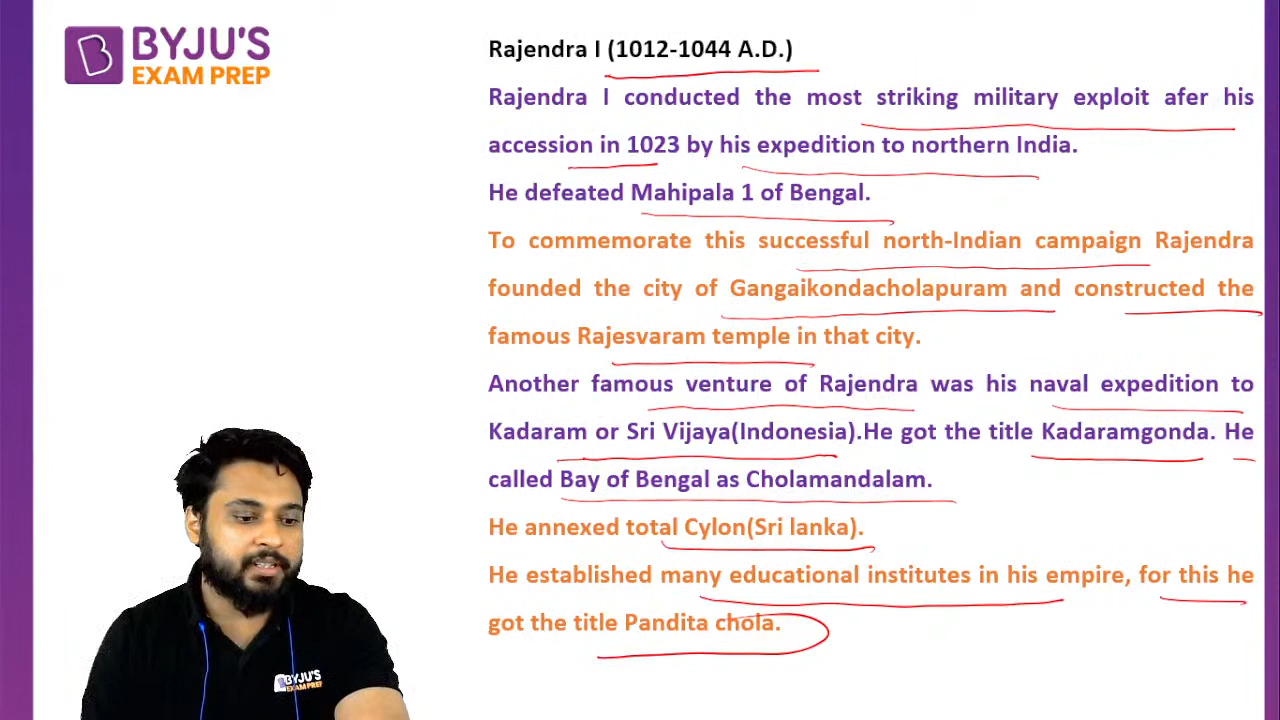 BYJU'S
EXAM PREP
Rajendra I (1012-1044 A.D.)
Rajendra I conducted the most striking military exploit afer his
accession in 1023 by his expedition to northern India.
He defeated Mahipala 1 of Bengal.
To commemorate this successful north-Indian campaign Rajendra
founded the city of Gangaikondacholapuram and constructed the
famous Rajesvaram temple in that city.
Another famous venture of Rajendra was his naval expedition to
Kadaram or Sri Vijaya(Indonesia).He got the title Kadaramgonda. He
called Bay of Bengal as Cholamandalam.
He annexed total Cylon(Sri lanka).
He established many educational institutes in his empire, for this he
got the title Pandita chola.
BYJU'S
EXAM PREP